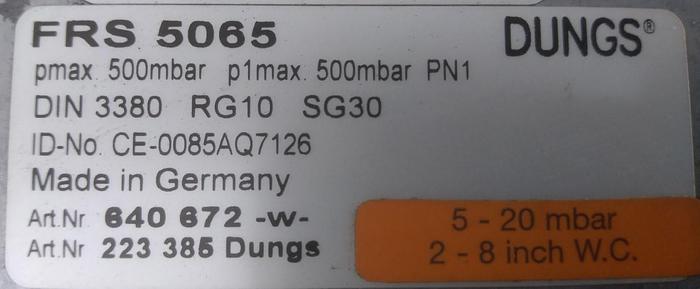 FRS 5065 DUNGS®
pmax. 500mbar p1max. 500mbar PN1
DIN 3380 RG10 SG30
ID-No. CE-0085AQ7126
Made in Germany
Art.Nr 640 672 -w-
Art.Nr 223 385 Dungs
5 - 20 mbar
2 - 8 inch W.C.